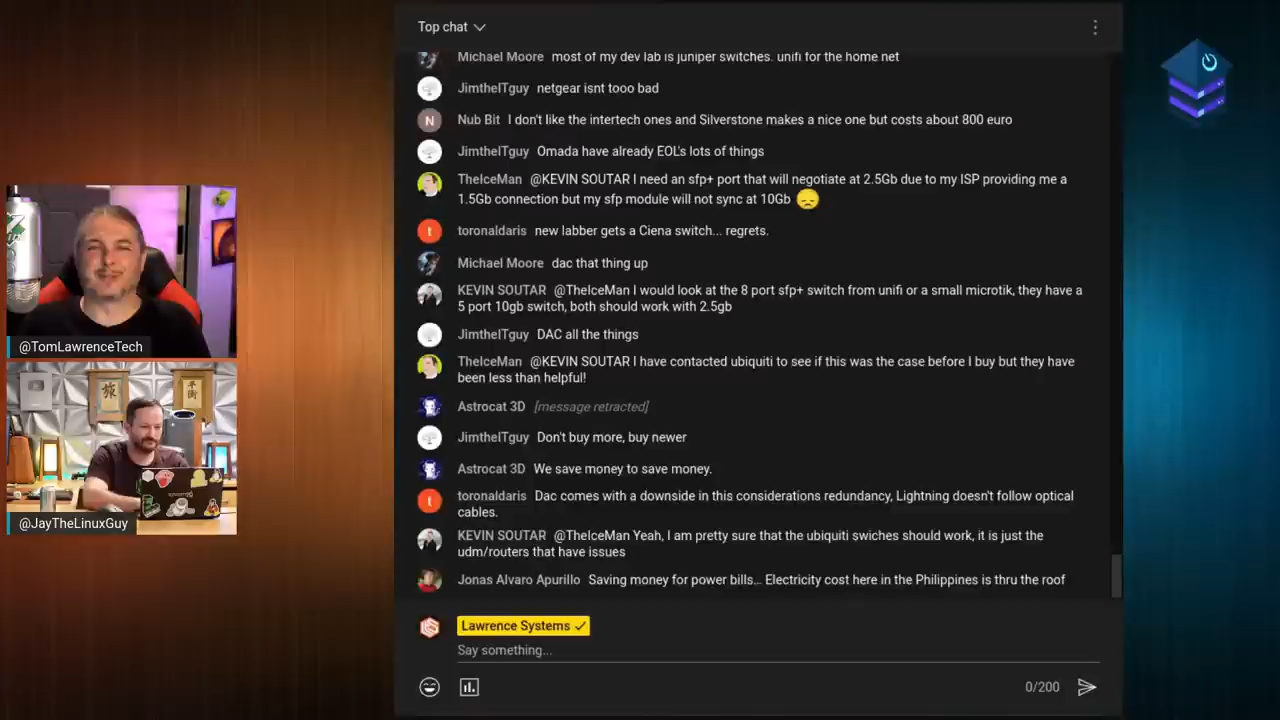 Top chat
Michael Moore most of my dev lab is juniper switches. unifi for the home net
JimtheITguy netgear isnt tooo bad
N
Nub Bit I don't like the intertech ones and Silverstone makes a nice one but costs about 800 euro
JimtheITguy Omada have already EOL's lots of things
TheIceMan @KEVIN SOUTAR I need an sfp+ port that will negotiate at 2.5Gb due to my ISP providing me a
1.5Gb connection but my sfp module will not sync at 10Gb 😞
t
toronaldaris new labber gets a Ciena switch... regrets.
Michael Moore dac that thing up
KEVIN SOUTAR @TheIceMan I would look at the 8 port sfp+ switch from unifi or a small microtik, they have a
5 port 10gb switch, both should work with 2.5gb
JimtheITguy DAC all the things
TheIceMan @KEVIN SOUTAR I have contacted ubiquiti to see if this was the case before I buy but they have
been less than helpful!
Astrocat 3D [message retracted]
JimtheITguy Don't buy more, buy newer
Astrocat 3D We save money to save money.
t
toronaldaris Dac comes with a downside in this considerations redundancy, Lightning doesn't follow optical
cables.
KEVIN SOUTAR @TheIceMan Yeah, I am pretty sure that the ubiquiti swiches should work, it is just the
udm/routers that have issues
Jonas Alvaro Apurillo Saving money for power bills... Electricity cost here in the Philippines is thru the roof
Lawrence Systems ✓
Say something...
0/200
@TomLawrenceTech
旅
平
術
@JayTheLinuxGuy